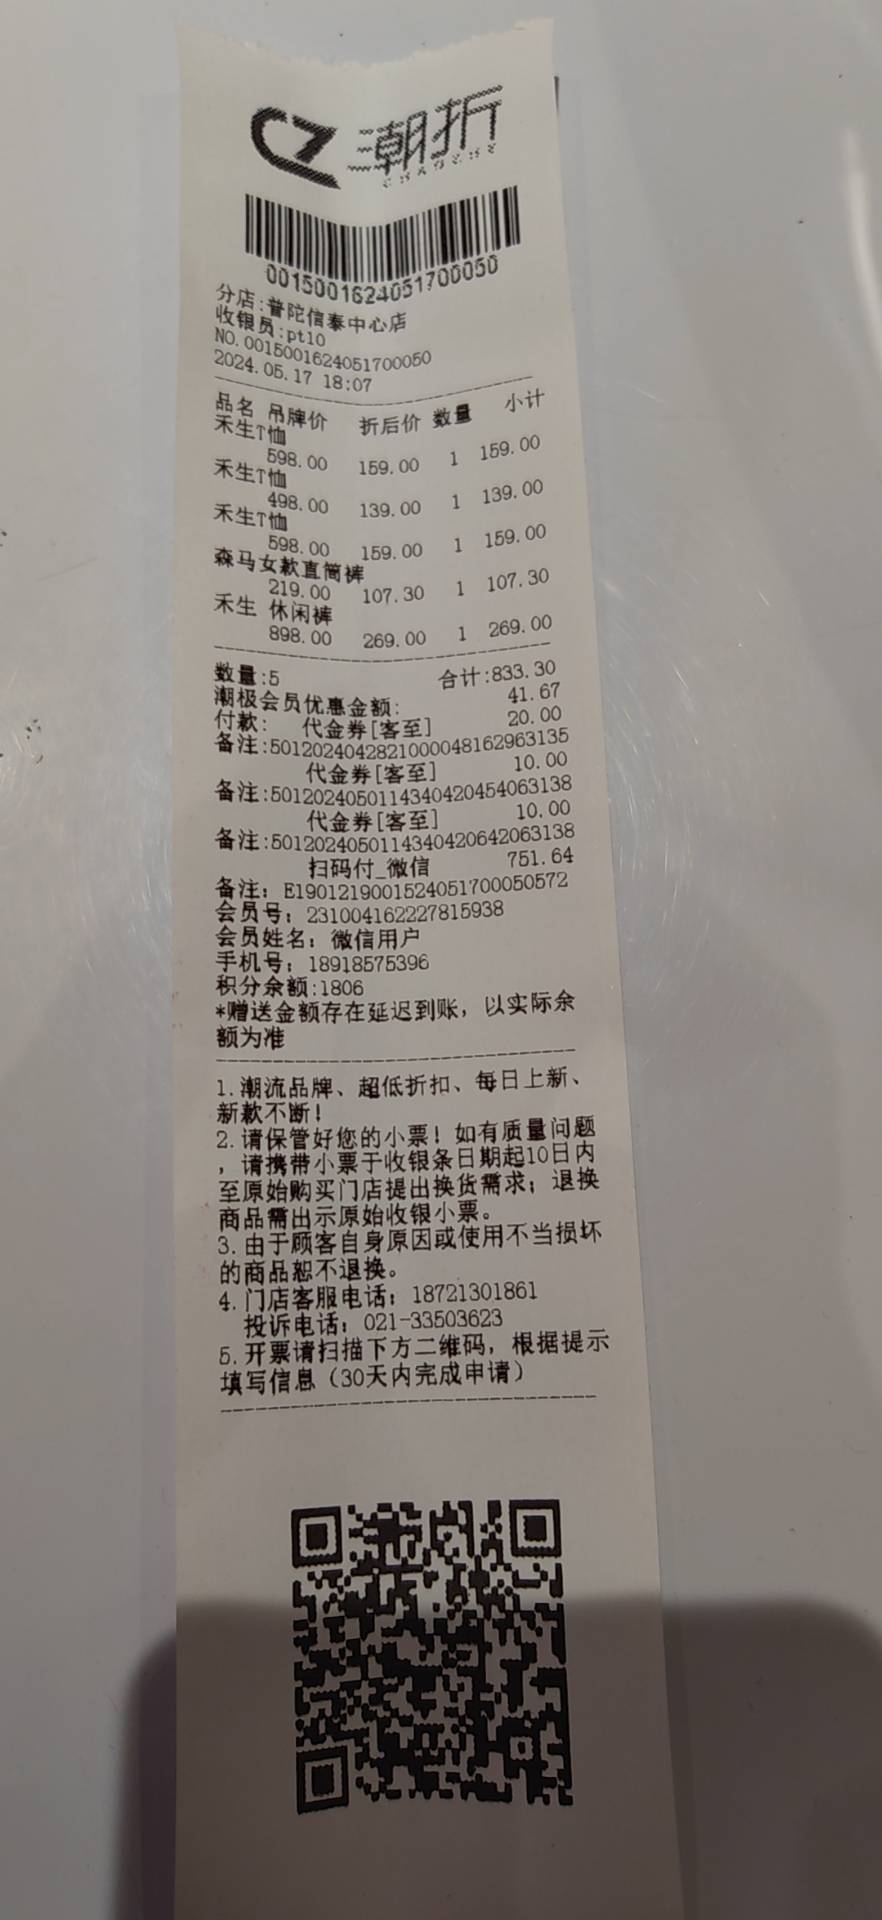 CZ 潮折
CHAOZHE
0015001624051700050
分店:普陀信泰中心店
收银员:pt10
NO.0015001624051700050
2024.05.17 18:07
品名 吊牌价 折后价 数量 小计
禾生T恤
598.00 159.00 1 159.00
禾生T恤
498.00 139.00 1 139.00
禾生T恤
598.00 159.00 1 159.00
森马女款直筒裤
219.00 107.30 1 107.30
禾生 休闲裤
898.00 269.00 1 269.00
数量:5 合计:833.30
潮极会员优惠金额: 41.67
付款: 代金券[客至] 20.00
备注:5012024042821000048162963135
代金券[客至] 10.00
备注:5012024050114340420454063138
代金券[客至] 10.00
备注:5012024050114340420642063138
扫码付_微信 751.64
备注: E1901219001524051700050572
会员号: 231004162227815938
会员姓名: 微信用户
手机号: 18918575396
积分余额:1806
*赠送金额存在延迟到账, 以实际余
额为准
1.潮流品牌、超低折扣、每日上新、
新款不断!
2.请保管好您的小票! 如有质量问题
, 请携带小票于收银条日期起10日内
至原始购买门店提出换货需求; 退换
商品需出示原始收银小票。
3.由于顾客自身原因或使用不当损坏
的商品恕不退换。
4.门店客服电话: 18721301861
投诉电话: 021-33503623
5.开票请扫描下方二维码, 根据提示
填写信息 (30天内完成申请)